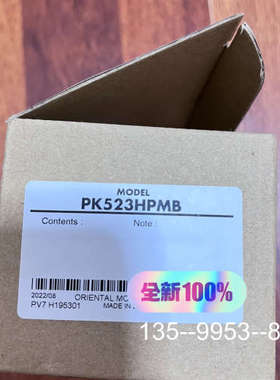 MODEL
PK523HPMB
Contents :
Note :
2022/08
ORIENTAL MO
PV7 H195301
MADE IN
全新100%
135--9953--8